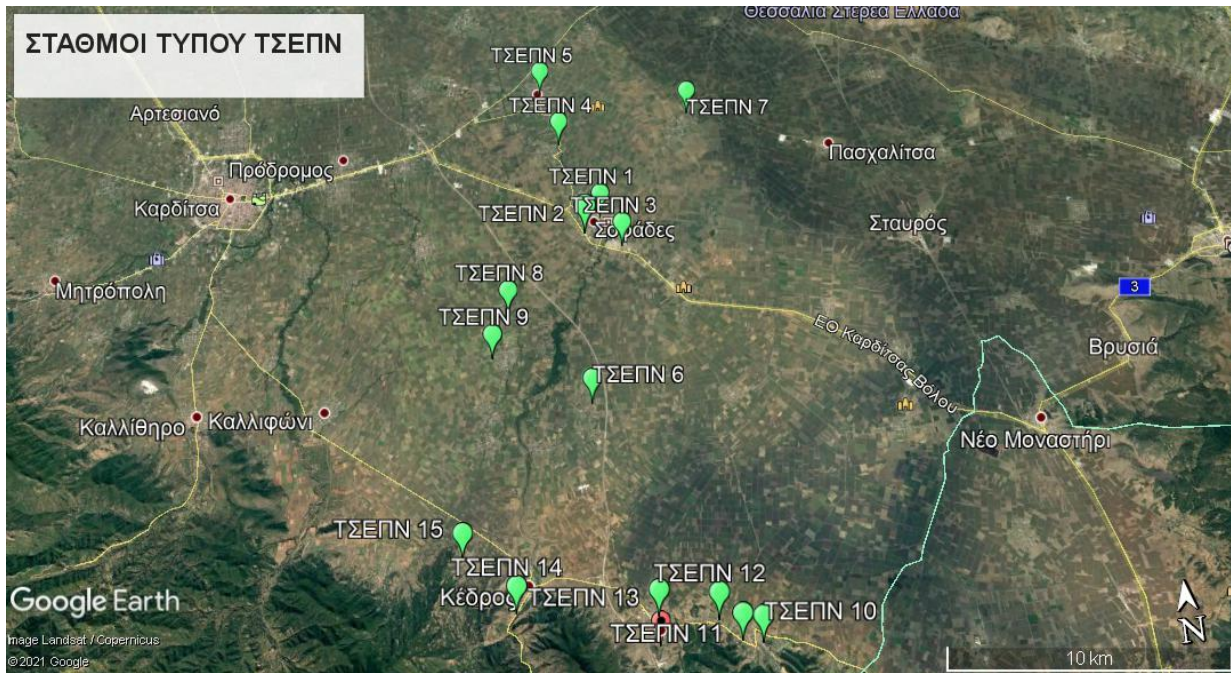 Θεσσαλία Στερεά Ελλάδα
ΣΤΑΘΜΟΙ ΤΥΠΟΥ ΤΣΕΠΝ
ΤΣΕΠΝ 5
ΤΣΕΠΝ 4
ΤΣΕΠΝ 7
Αρτεσιανό
Πρόδρομος
Πασχαλίτσα
ΤΣΕΠΝ 1
Καρδίτσα
ΤΣΕΠΝ 2
ΤΣΕΠΝ 3
Σοφάδες
Σταυρός
ΤΣΕΠΝ 8
Μητρόπολη
3
ΤΣΕΠΝ 9
ΕΟ Καρδίτσας Βόλου
Βρυσιά
ΤΣΕΠΝ 6
Καλλίθηρο
Καλλιφώνι
Νέο Μοναστήρι
ΤΣΕΠΝ 15
ΤΣΕΠΝ 14
ΤΣΕΠΝ 12
Κέδρος
ΤΣΕΠΝ 13
ΤΣΕΠΝ 10
ΤΣΕΠΝ 11
Google Earth
Image Landsat / Copernicus
© 2021 Google
N
10 km